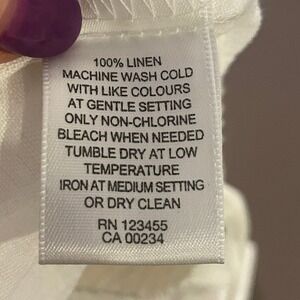 100% LINEN
MACHINE WASH COLD
WITH LIKE COLOURS
AT GENTLE SETTING
ONLY NON-CHLORINE
BLEACH WHEN NEEDED
TUMBLE DRY AT LOW
TEMPERATURE
IRON AT MEDIUM SETTING
OR DRY CLEAN
RN 123455
CA 00234